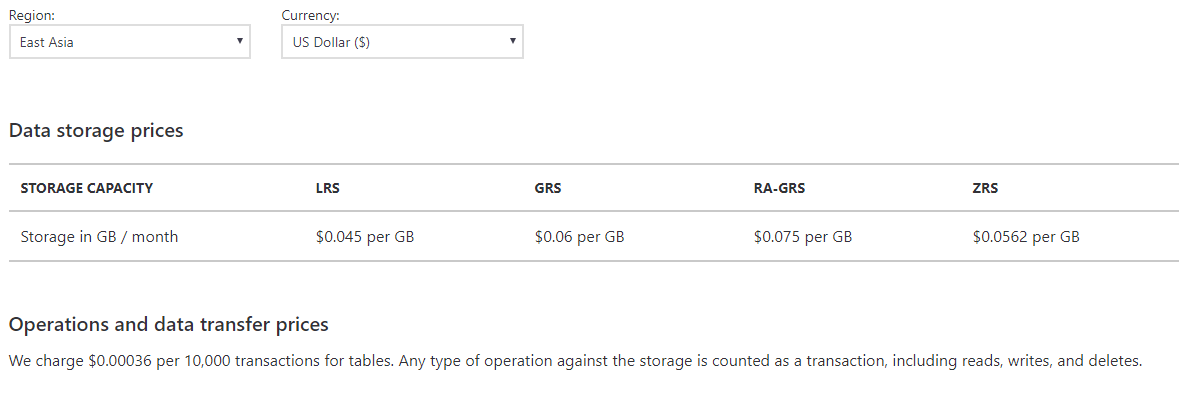 Region: Currency:
East Asia US Dollar ($)
Data storage prices
STORAGE CAPACITY LRS GRS RA-GRS ZRS
Storage in GB / month $0.045 per GB $0.06 per GB $0.075 per GB $0.0562 per GB
Operations and data transfer prices
We charge $0.00036 per 10,000 transactions for tables. Any type of operation against the storage is counted as a transaction, including reads, writes, and deletes.